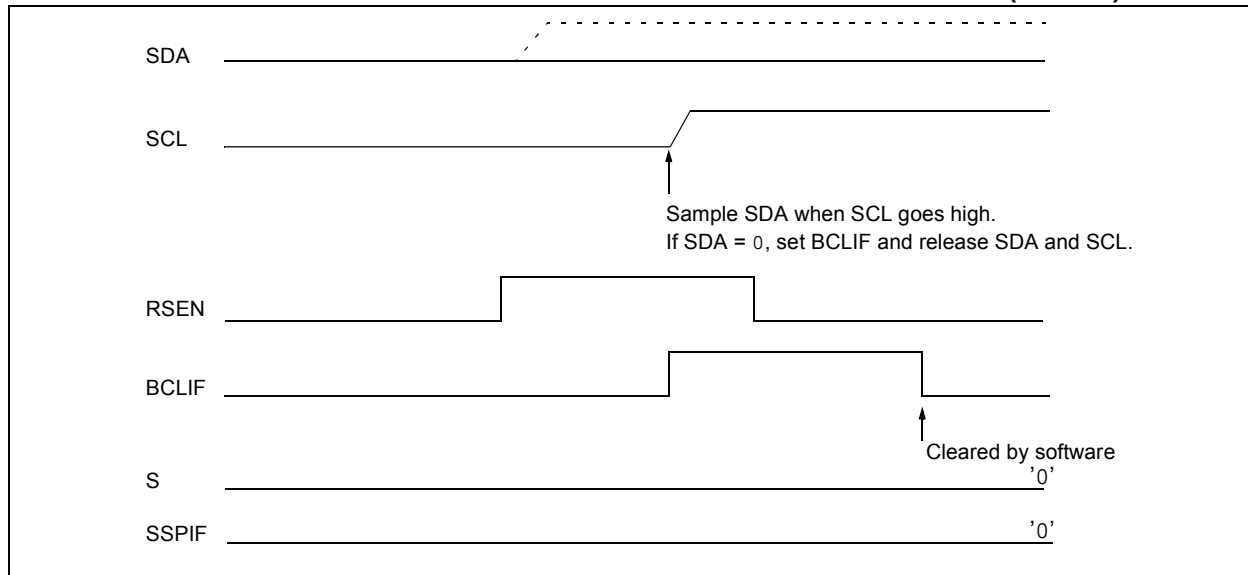 SDA
SCL
Sample SDA when SCL goes high.
If SDA = 0, set BCLIF and release SDA and SCL.
RSEN
BCLIF
Cleared by software
S
'0'
SSPIF
'0'